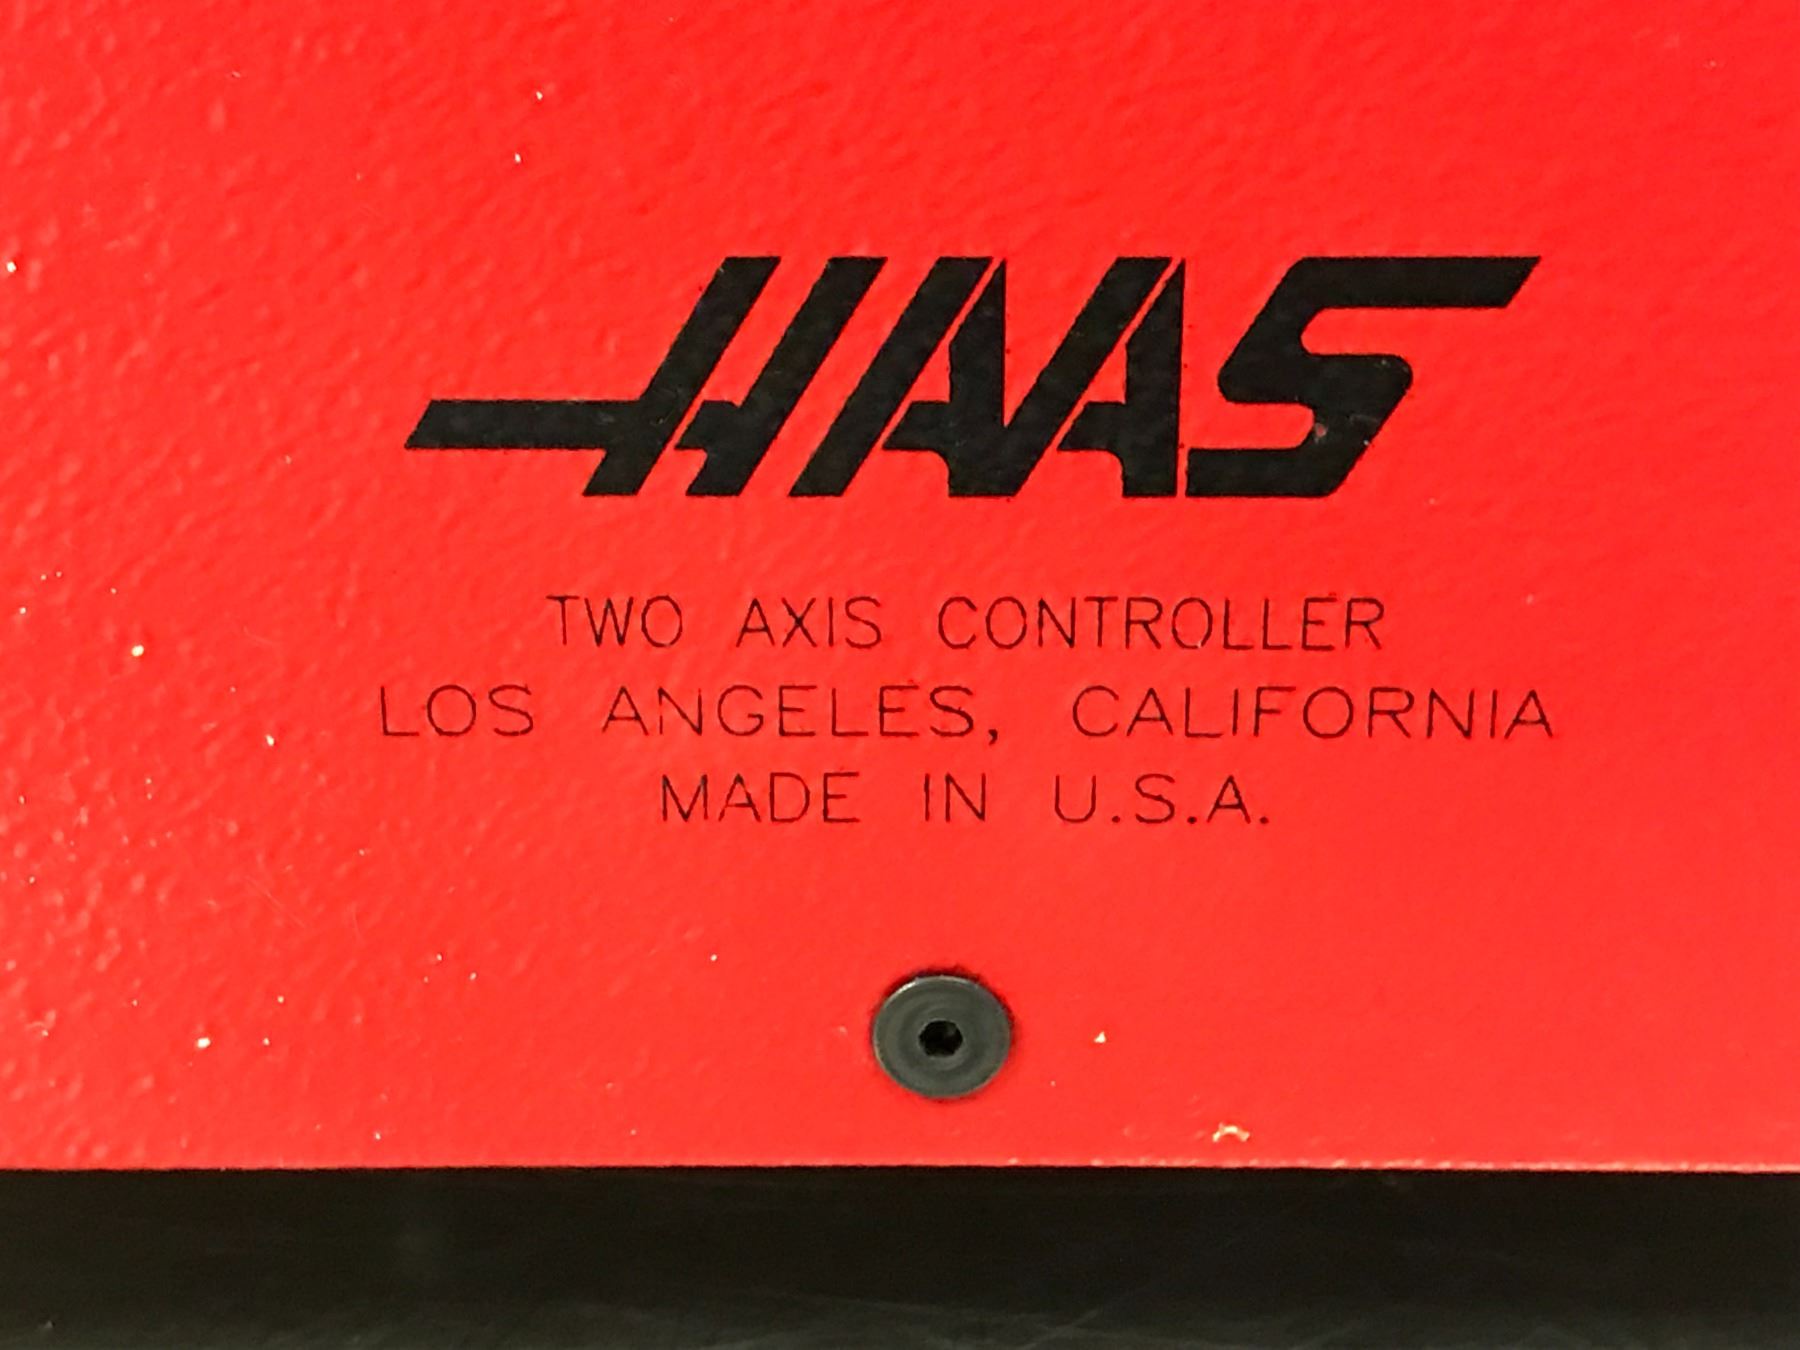 HAAS
TWO AXIS CONTROLLER
LOS ANGELES, CALIFORNIA
MADE IN U.S.A.